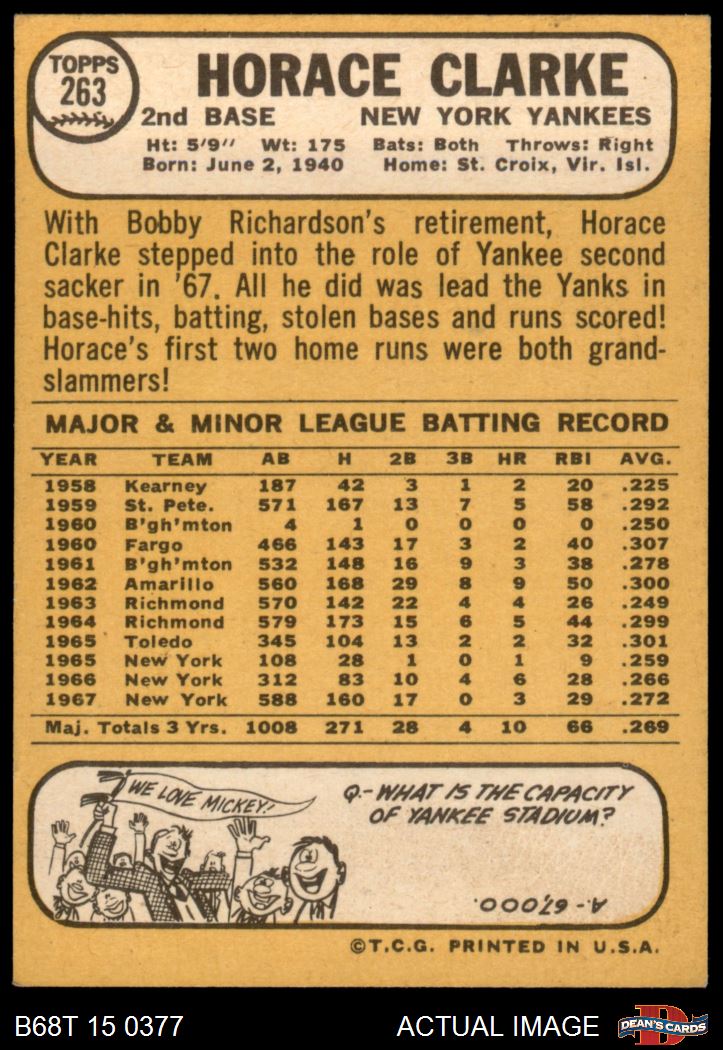 TOPPS
263
HORACE CLARKE
2nd BASE NEW YORK YANKEES
Ht: 5'9" Wt: 175 Bats: Both Throws: Right
Born: June 2, 1940 Home: St. Croix, Vir. Isl.
With Bobby Richardson's retirement, Horace
Clarke stepped into the role of Yankee second
sacker in '67. All he did was lead the Yanks in
base-hits, batting, stolen bases and runs scored!
Horace's first two home runs were both grand-
slammers!
MAJOR & MINOR LEAGUE BATTING RECORD
YEAR TEAM AB H 2B 3B HR RBI AVG.
1958 Kearney 187 42 3 1 2 20 .225
1959 St. Pete. 571 167 13 7 5 58 .292
1960 B'gh'mton 4 1 0 0 0 0 .250
1960 Fargo 466 143 17 3 2 40 .307
1961 B'gh'mton 532 148 16 9 3 38 .278
1962 Amarillo 560 168 29 8 9 50 .300
1963 Richmond 570 142 22 4 4 26 .249
1964 Richmond 579 173 15 6 5 44 .299
1965 Toledo 345 104 13 2 2 32 .301
1965 New York 108 28 1 0 1 9 .259
1966 New York 312 83 10 4 6 28 .266
1967 New York 588 160 17 0 3 29 .272
Maj. Totals 3 Yrs. 1008 271 28 4 10 66 .269
WE LOVE MICKEY!
Q.- WHAT IS THE CAPACITY
OF YANKEE STADIUM?
A.- 67,000.
©T.C.G. PRINTED IN U.S.A.
B68T 15 0377 ACTUAL IMAGE DEAN'S CARDS